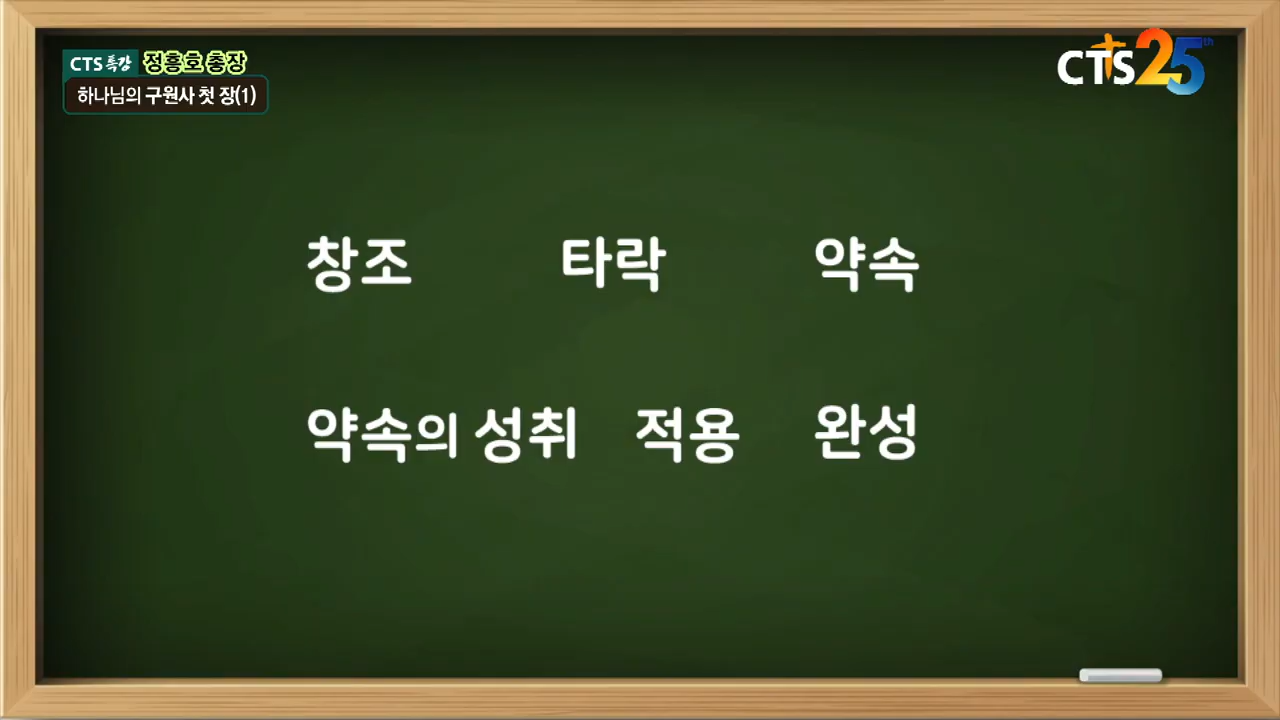 CTS 특강 정흥호 총장
하나님의 구원사 첫 장(1)
CTS 25th
창조 타락 약속
약속의 성취 적용 완성